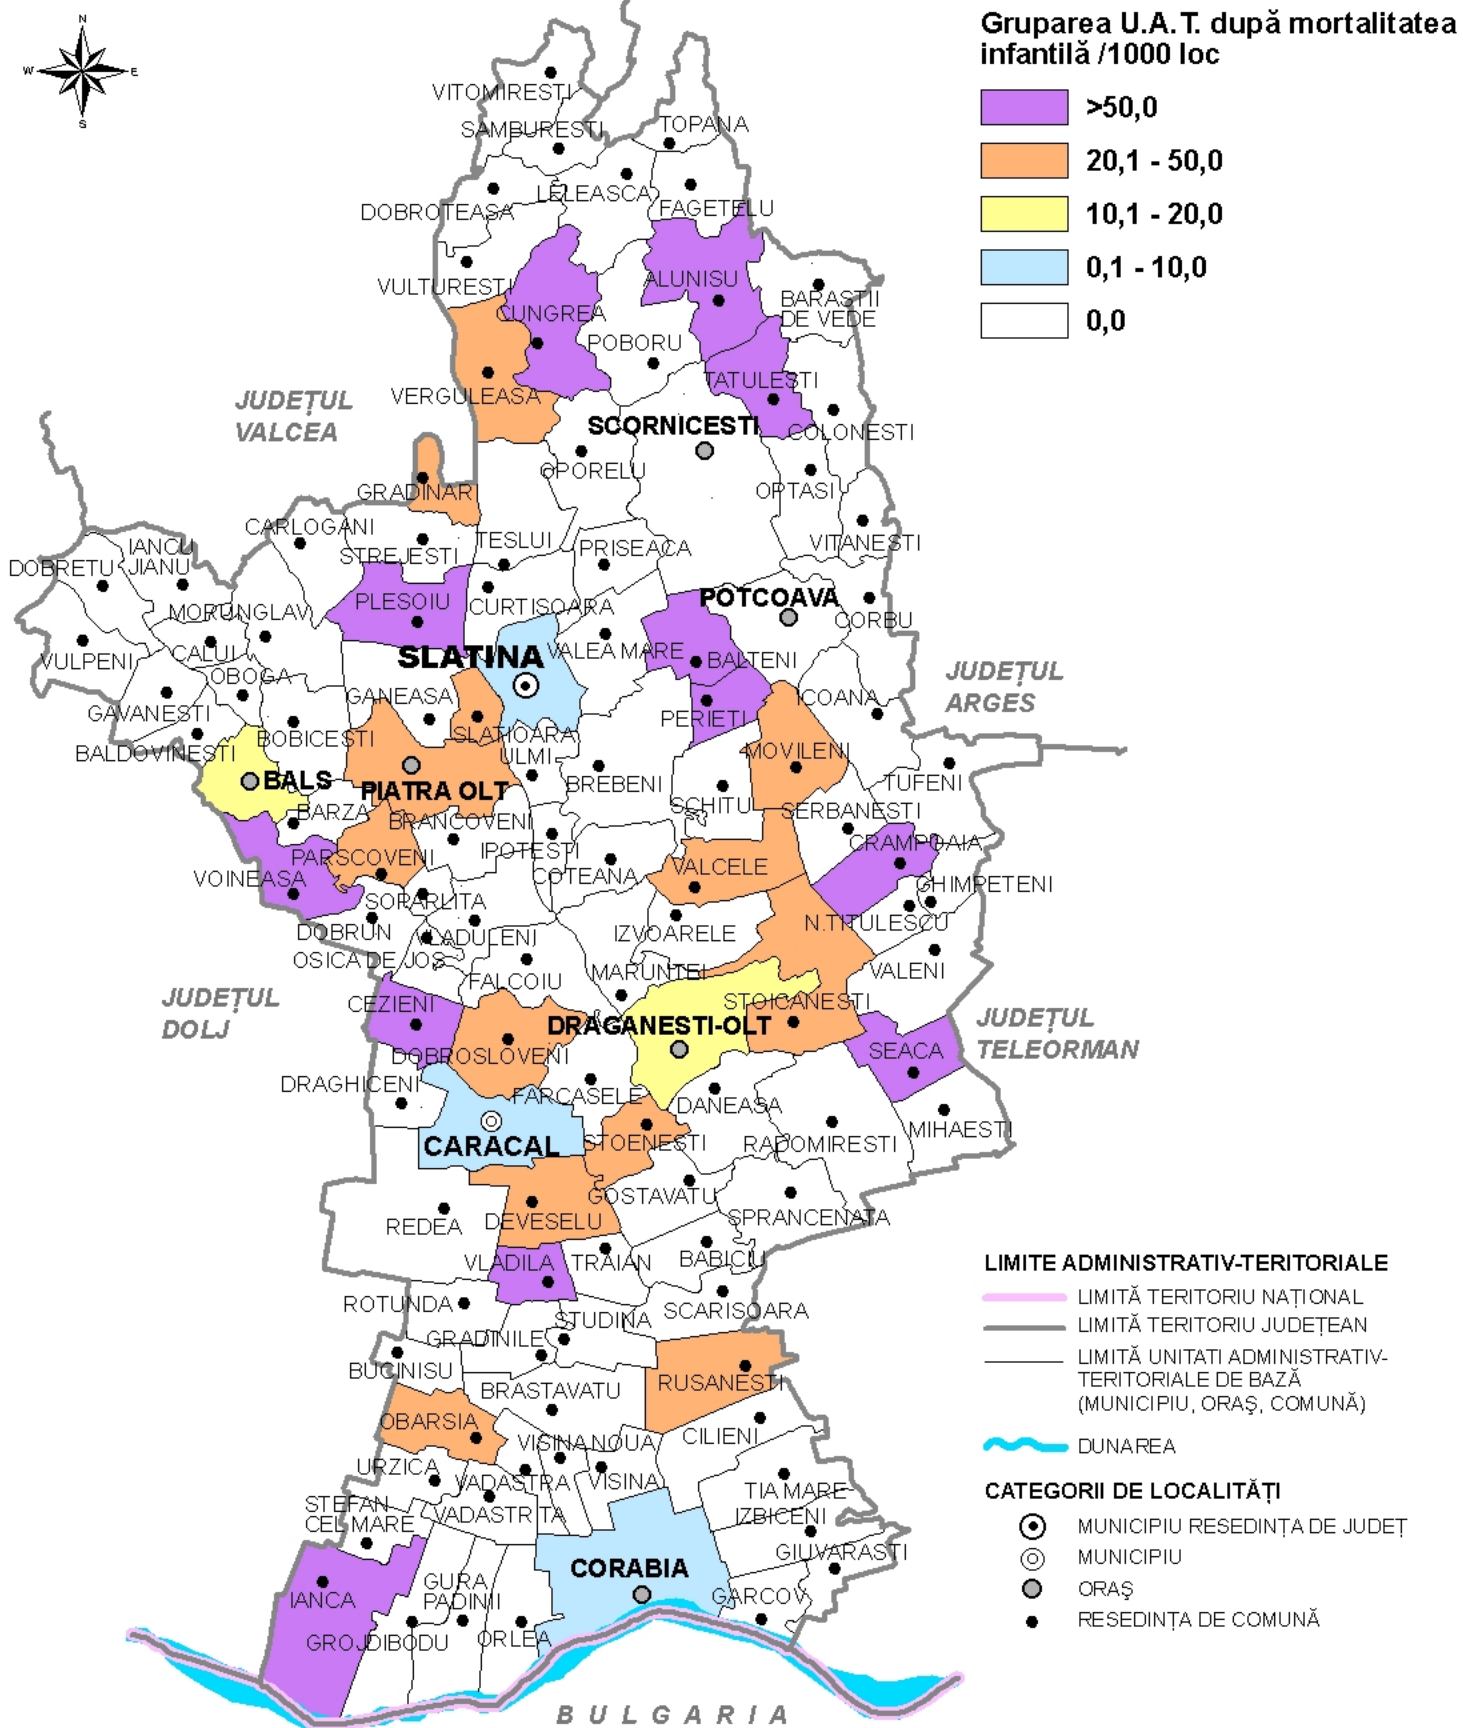 N
W
E
S
Gruparea U.A.T. după mortalitatea
infantilă /1000 loc
>50,0
20,1 - 50,0
10,1 - 20,0
0,1 - 10,0
0,0
VITOMIRESTI
SAMBURESTI
TOPANA
LELEASCA
DOBROTEASA
FAGETELU
VULTURESTI
ALUNISU
CUNGREA
BARASTII
DE VEDE
POBORU
VERGULEASA
TATULESTI
JUDEȚUL
VALCEA
SCORNICESTI
COLONESTI
OPORELU
GRADINARI
OPTASI
CARLOGANI
STREJESTI
TESLUI
PRISEACA
VITANESTI
IANCU
JIANU
DOBRETU
MORUNGLAV
PLESOIU
CURTISOARA
POTCOAVA
CORBU
VULPENI
CALUI
SLATINA
VALEA MARE
BALTENI
OBOGA
GANEASA
ICOANA
JUDEȚUL
ARGES
GAVANESTI
PERIETI
BALDOVINESTI
BOBICESTI
SLATIOARA
ULMI
MOVILENI
BALS
PIATRA OLT
BREBENI
TUFENI
SCHITU
BARZA
BRANCOVENI
SERBANESTI
PARSCOVENI
IPOTESTI
CRAMPOAIA
VOINEASA
COTEANA
VALCELE
GHIMPETENI
SOPARLITA
N.TITULESCU
DOBRUN
VLADULENI
IZVOARELE
OSICA DE JOS
FALCOIU
MARUNTEI
VALENI
JUDEȚUL
DOLJ
CEZIENI
STOICANESTI
DRAGANESTI-OLT
JUDEȚUL
TELEORMAN
DOBROSLOVENI
SEACA
DRAGHICENI
FARCASELE
DANEASA
CARACAL
STOENESTI
RADOMIRESTI
MIHAESTI
GOSTAVATU
REDEA
DEVESELU
SPRANCENATA
VLADILA
TRAIAN
BABICIU
ROTUNDA
STUDINA
SCARISOARA
GRADINILE
BUCINISU
BRASTAVATU
RUSANESTI
OBARSIA
VISINA NOUA
CILIENI
URZICA
VADASTRA
VISINA
TIA MARE
STEFAN
CEL MARE
VADASTRITA
IZBICENI
GIUVARASTI
CORABIA
IANCA
GURA
PADINII
GARCOV
GROJDIBODU
ORLEA
BULGARIA
LIMITE ADMINISTRATIV-TERITORIALE
LIMITĂ TERITORIU NAȚIONAL
LIMITĂ TERITORIU JUDEȚEAN
LIMITĂ UNITATI ADMINISTRATIV-
TERITORIALE DE BAZĂ
(MUNICIPIU, ORAŞ, COMUNĂ)
DUNAREA
CATEGORII DE LOCALITĂȚI
MUNICIPIU RESEDINȚA DE JUDEȚ
MUNICIPIU
ORAŞ
RESEDINȚA DE COMUNĂ